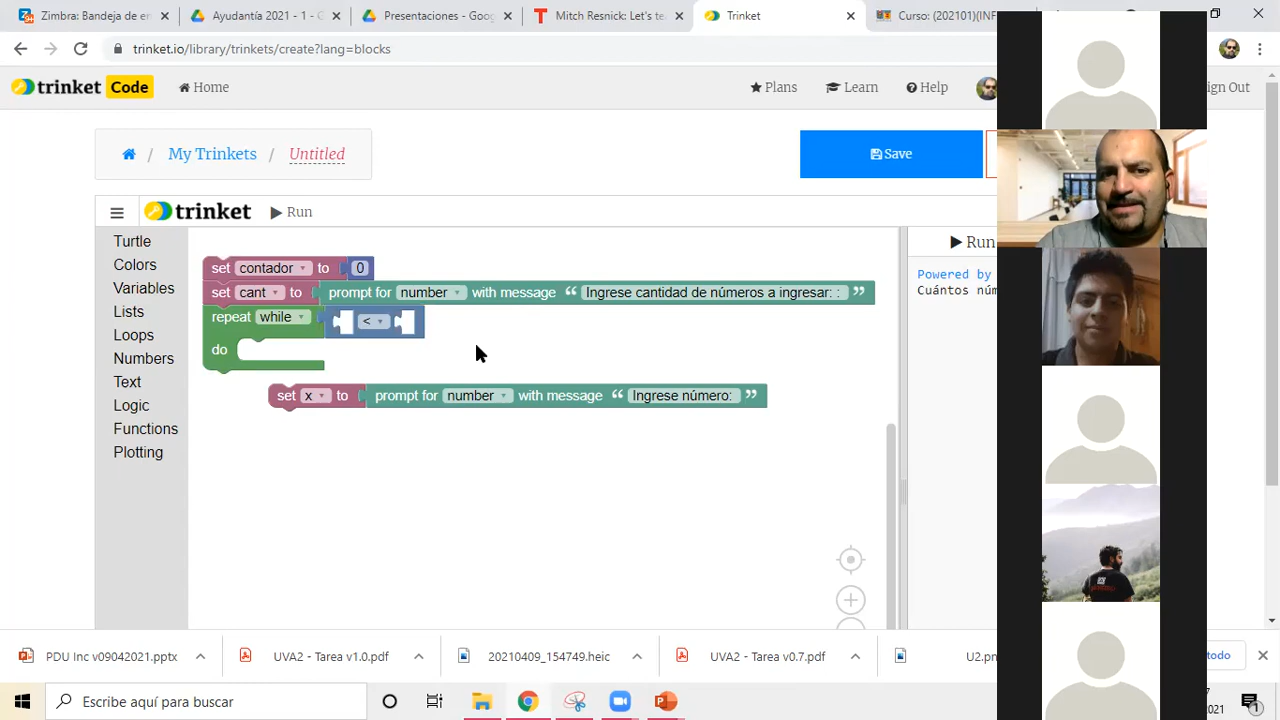 Zimbra: Bandeja de er
Ayudantía 2021 -
Presentaciones - Goog
Mitch Resnick: Let's te
Trinket
Curso: (202101)(INF
trinket.io/library/trinkets/create?lang=blocks
trinket Code
Home
Plans
Learn
Help
ign Out
/ My Trinkets / Untitled
Save
trinket
Run
Run
Turtle
Colors
Variables
Lists
Loops
Numbers
Text
Logic
Functions
Plotting
set contador to 0
set cant to prompt for number with message “ Ingrese cantidad de números a ingresar: : ”
repeat while
do
set x to prompt for number with message “ Ingrese número: ”
Powered by
Cuántos núm
PDU Inc v09042021.pptx
UVA2 - Tarea v1.0.pdf
20200409_154749.heic
UVA2 - Tarea v0.7.pdf
U2.pn
todo
Escribe aquí para buscar
2021
1